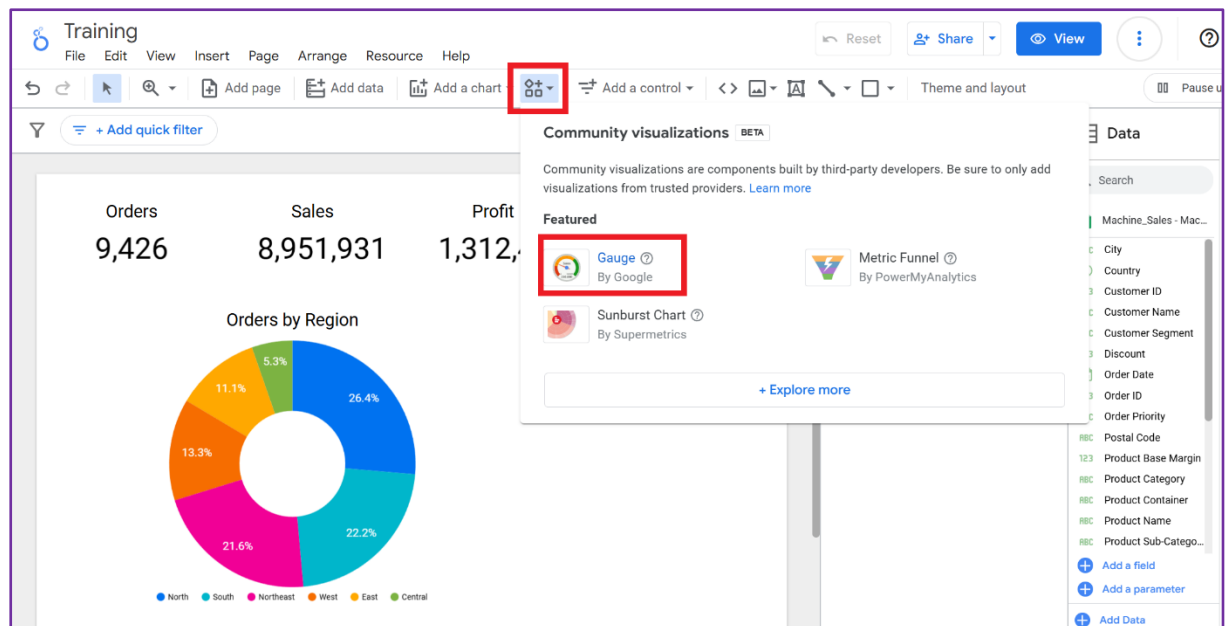 Training
File Edit View Insert Page Arrange Resource Help
Reset
Share
View
Add page
Add data
Add a chart
Add a control
Theme and layout
Pause u
+ Add quick filter
Community visualizations BETA
Community visualizations are components built by third-party developers. Be sure to only add
visualizations from trusted providers. Learn more
Featured
Gauge
By Google
Metric Funnel
By PowerMyAnalytics
Sunburst Chart
By Supermetrics
+ Explore more
Orders
9,426
Sales
8,951,931
Profit
1,312,
Orders by Region
5.3%
11.1%
26.4%
13.3%
22.2%
21.6%
North South Northeast West East Central
Data
Search
Machine_Sales - Mac...
City
Country
Customer ID
Customer Name
Customer Segment
Discount
Order Date
Order ID
Order Priority
RBC Postal Code
123 Product Base Margin
RBC Product Category
RBC Product Container
RBC Product Name
RBC Product Sub-Catego...
Add a field
Add a parameter
Add Data